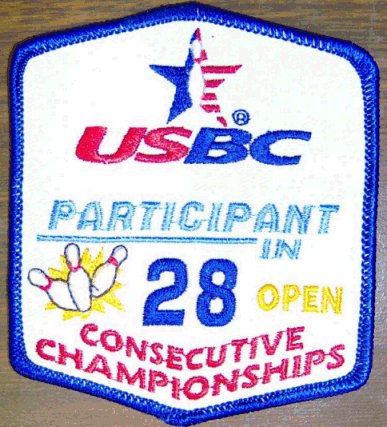 ®
USBC
PARTICIPANT
IN
28 OPEN
CONSECUTIVE
CHAMPIONSHIPS